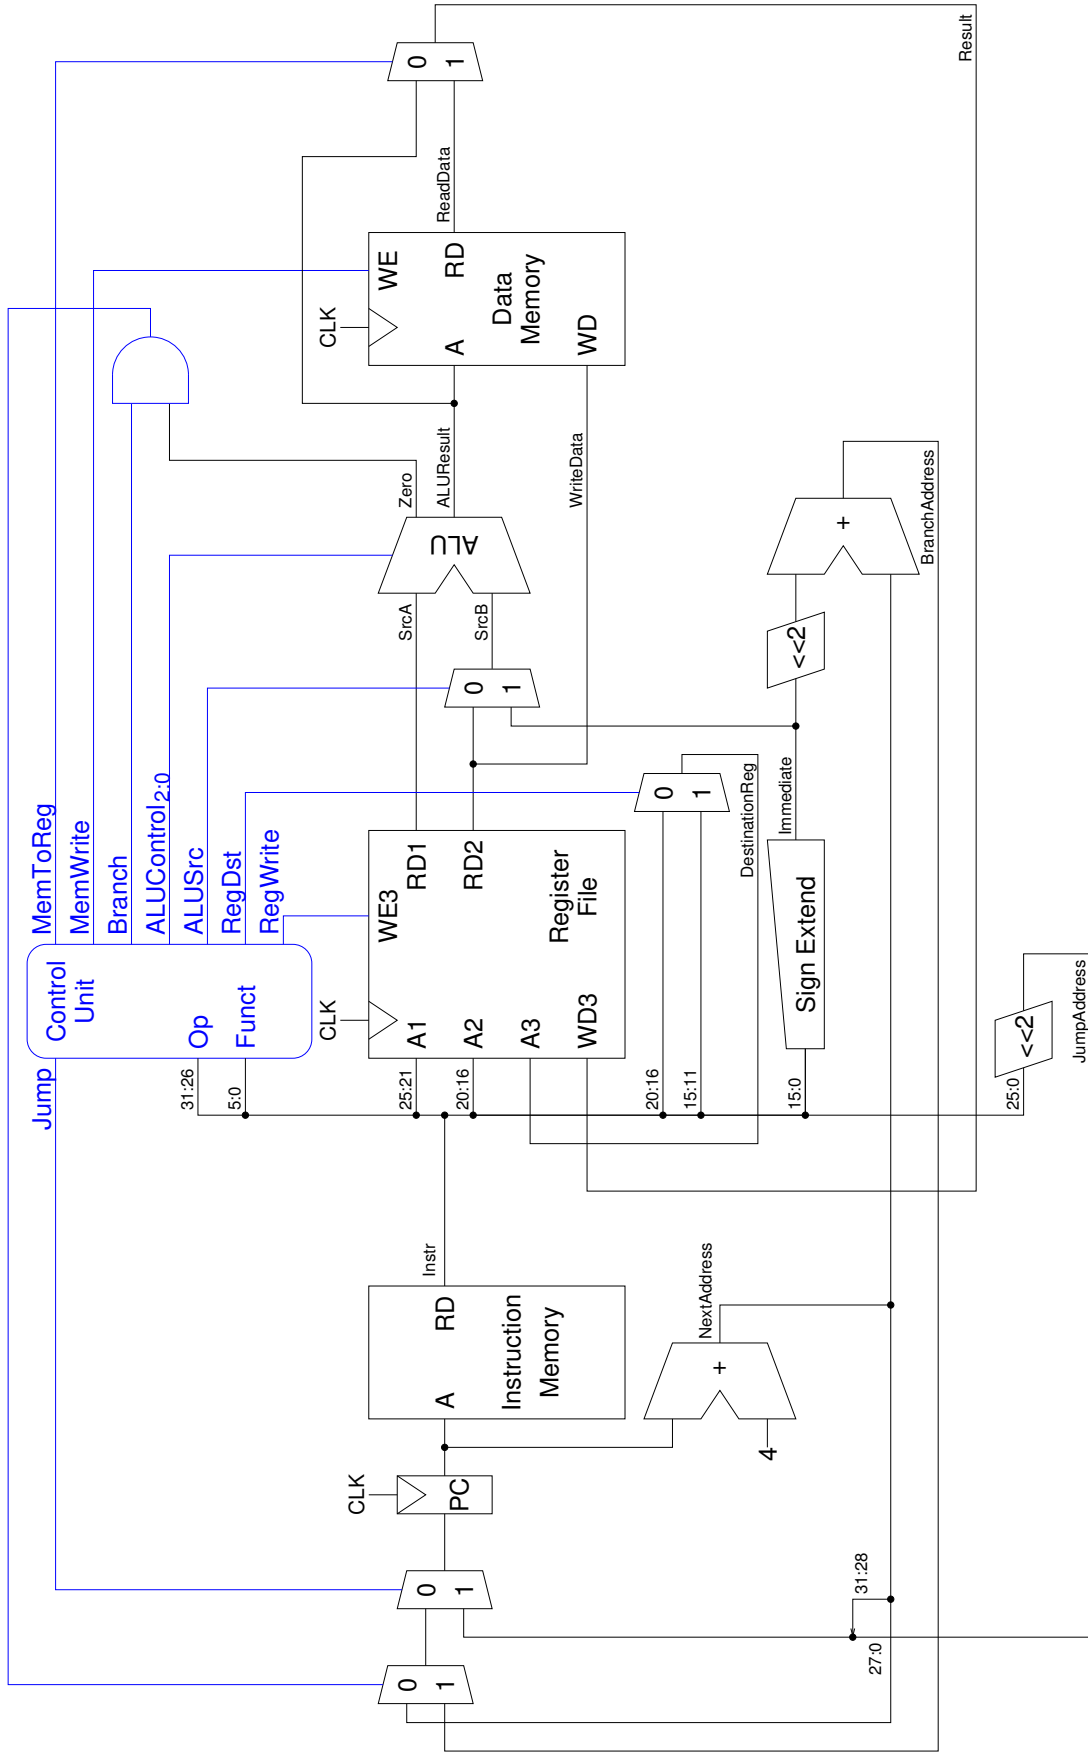 Jump
Control
Unit
Op
Funct
MemToReg
MemWrite
Branch
ALUControl2:0
ALUSrc
RegDst
RegWrite
0
1
0
1
CLK
PC
A
RD
Instruction
Memory
Instr
4
+
NextAddress
31:28
27:0
31:26
5:0
25:21
20:16
20:16
15:11
15:0
25:0
CLK
A1
A2
A3
WD3
WE3
RD1
RD2
Register
File
0
1
DestinationReg
Sign Extend
Immediate
<<2
JumpAddress
0
1
SrcA
SrcB
ALU
Zero
ALUResult
WriteData
<<2
+
BranchAddress
CLK
WE
A
RD
Data
Memory
WD
ReadData
0
1
Result